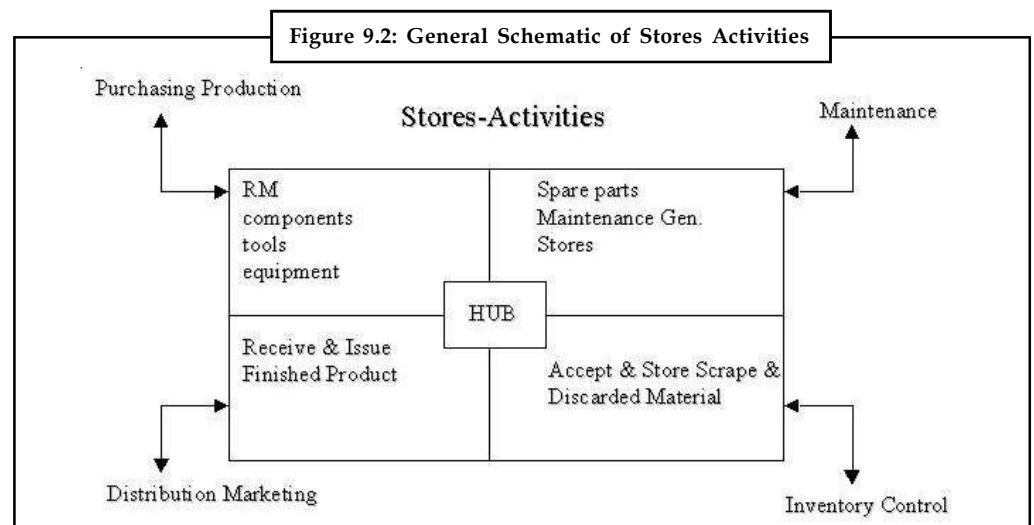 Figure 9.2: General Schematic of Stores Activities
Purchasing Production
Stores-Activities
Maintenance
RM
components
tools
equipment
Spare parts
Maintenance Gen.
Stores
HUB
Receive & Issue
Finished Product
Accept & Store Scrape &
Discarded Material
Distribution Marketing
Inventory Control